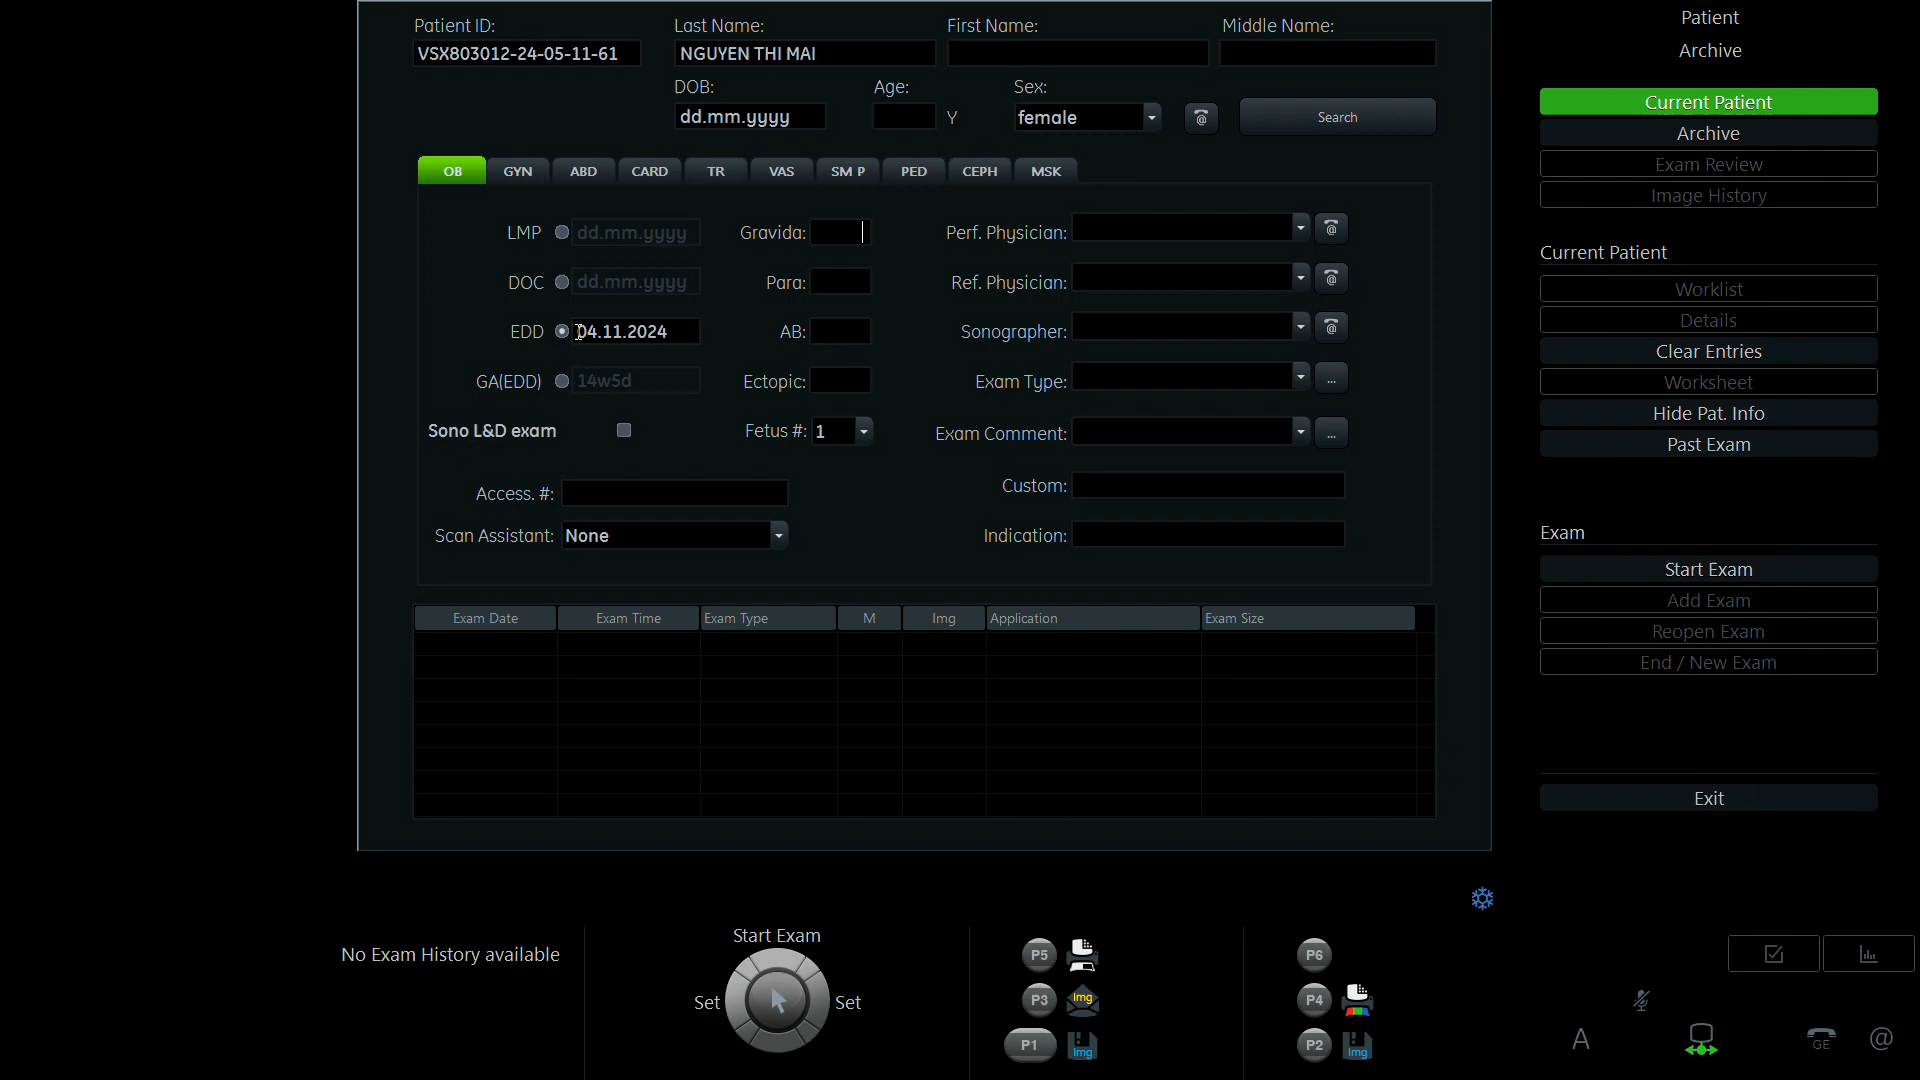 Patient ID: Last Name: First Name: Middle Name:
VSX803012-24-05-11-61 NGUYEN THI MAI
DOB: Age: Sex:
dd.mm.yyyy Y female @ Search
OB GYN ABD CARD TR VAS SM P PED CEPH MSK
LMP dd.mm.yyyy Gravida: Perf. Physician: @
DOC dd.mm.yyyy Para: Ref. Physician: @
EDD 04.11.2024 AB: Sonographer: @
GA(EDD) 14w5d Ectopic: Exam Type: ...
Sono L&D exam Fetus #: 1 Exam Comment: ...
Custom:
Access. #:
Scan Assistant: None Indication:
Exam Date Exam Time Exam Type M Img Application Exam Size
Patient
Archive
Current Patient
Archive
Exam Review
Image History
Current Patient
Worklist
Details
Clear Entries
Worksheet
Hide Pat. Info
Past Exam
Exam
Start Exam
Add Exam
Reopen Exam
End / New Exam
Exit
No Exam History available
Start Exam
Set Set
P5
P3 Img
P1 Img
P6
P4
P2 Img
A GE @